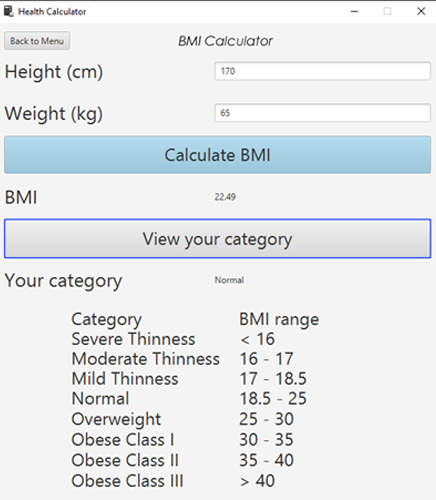 Health Calculator
Back to Menu
BMI Calculator
Height (cm) 170
Weight (kg) 65
Calculate BMI
BMI 22.49
View your category
Your category Normal
Category BMI range
Severe Thinness < 16
Moderate Thinness 16 - 17
Mild Thinness 17 - 18.5
Normal 18.5 - 25
Overweight 25 - 30
Obese Class I 30 - 35
Obese Class II 35 - 40
Obese Class III > 40